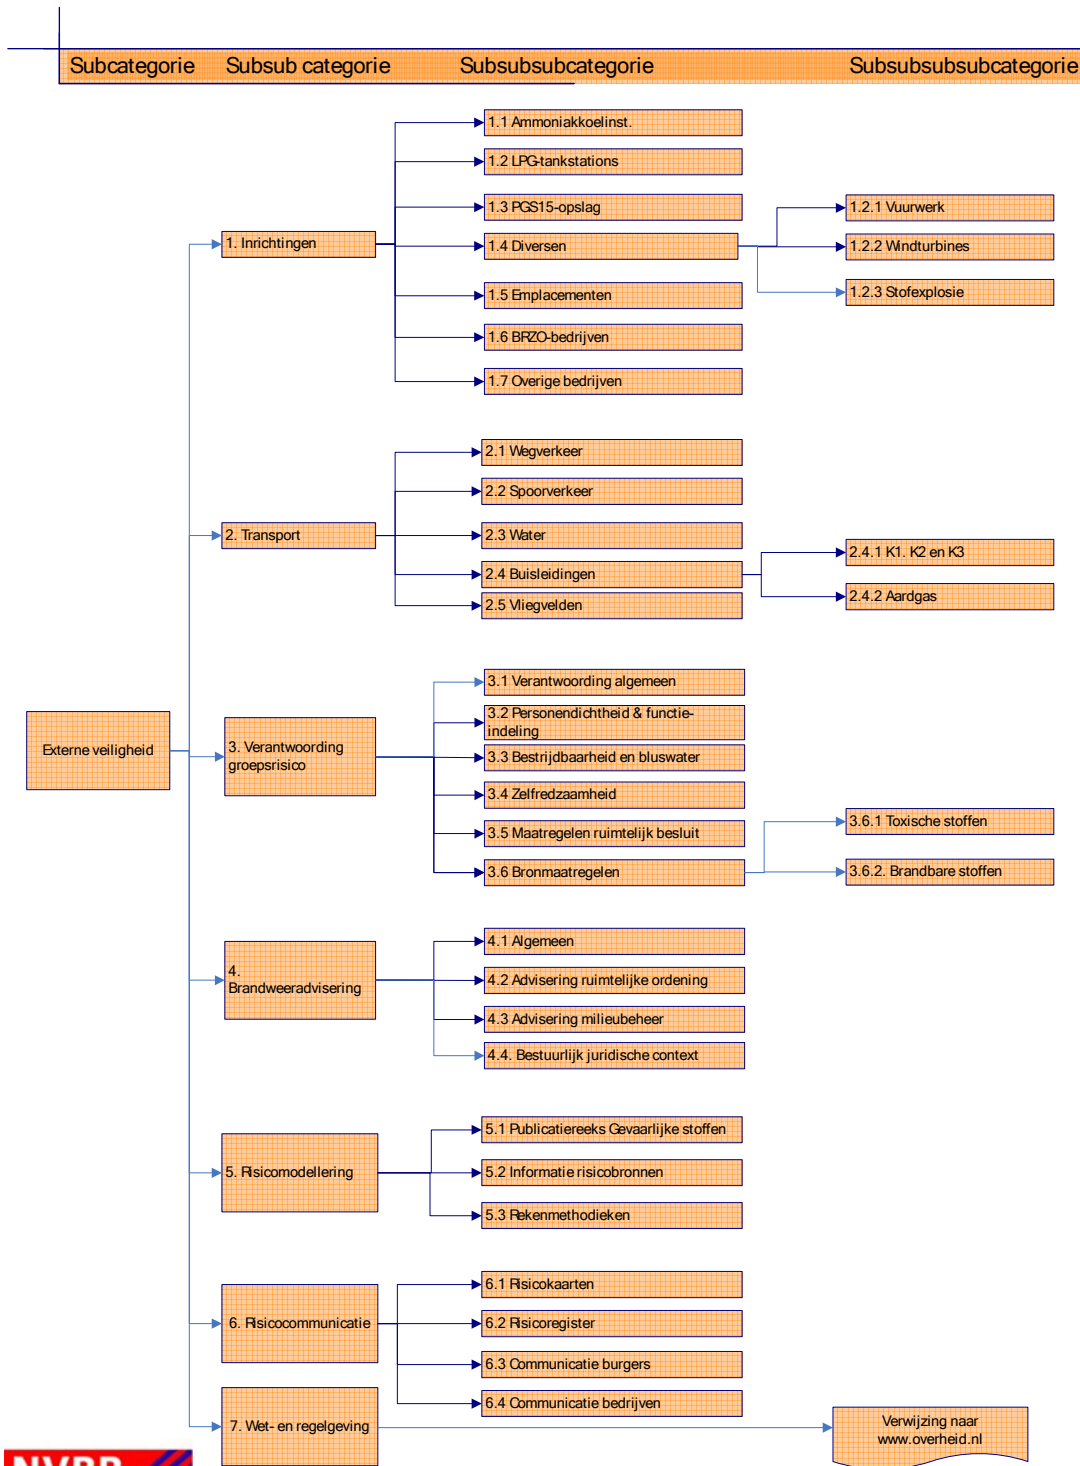 Subcategorie Subsub categorie Subsubsubcategorie Subsubsubsubcategorie
1.1 Ammoniakkoelinst.
1.2 LPG-tankstations
1.3 PGS15-opslag
1.4 Diversen
1.5 Emplacementen
1.6 BRZO-bedrijven
1.7 Overige bedrijven
1. Inrichtingen
1.2.1 Vuurwerk
1.2.2 Windturbines
1.2.3 Stofexplosie
2.1 Wegverkeer
2.2 Spoorverkeer
2. Transport
2.3 Water
2.4 Buisleidingen
2.5 Vliegvelden
2.4.1 K1. K2 en K3
2.4.2 Aardgas
Externe veiligheid
3. Verantwoording
groepsrisico
3.1 Verantwoording algemeen
3.2 Personendichtheid & functie-
indeling
3.3 Bestrijdbaarheid en bluswater
3.4 Zelfredzaamheid
3.5 Maatregelen ruimtelijk besluit
3.6 Bronmaatregelen
3.6.1 Toxische stoffen
3.6.2. Brandbare stoffen
4.
Brandweeradvisering
4.1 Algemeen
4.2 Advisering ruimtelijke ordening
4.3 Advisering milieubeheer
4.4. Bestuurlijk juridische context
5. Risicomodellering
5.1 Publicatiereeks Gevaarlijke stoffen
5.2 Informatie risicobronnen
5.3 Rekenmethodieken
6. Risicocommunicatie
6.1 Risicokaarten
6.2 Risicoregister
6.3 Communicatie burgers
6.4 Communicatie bedrijven
7. Wet- en regelgeving
Verwijzing naar
www.overheid.nl